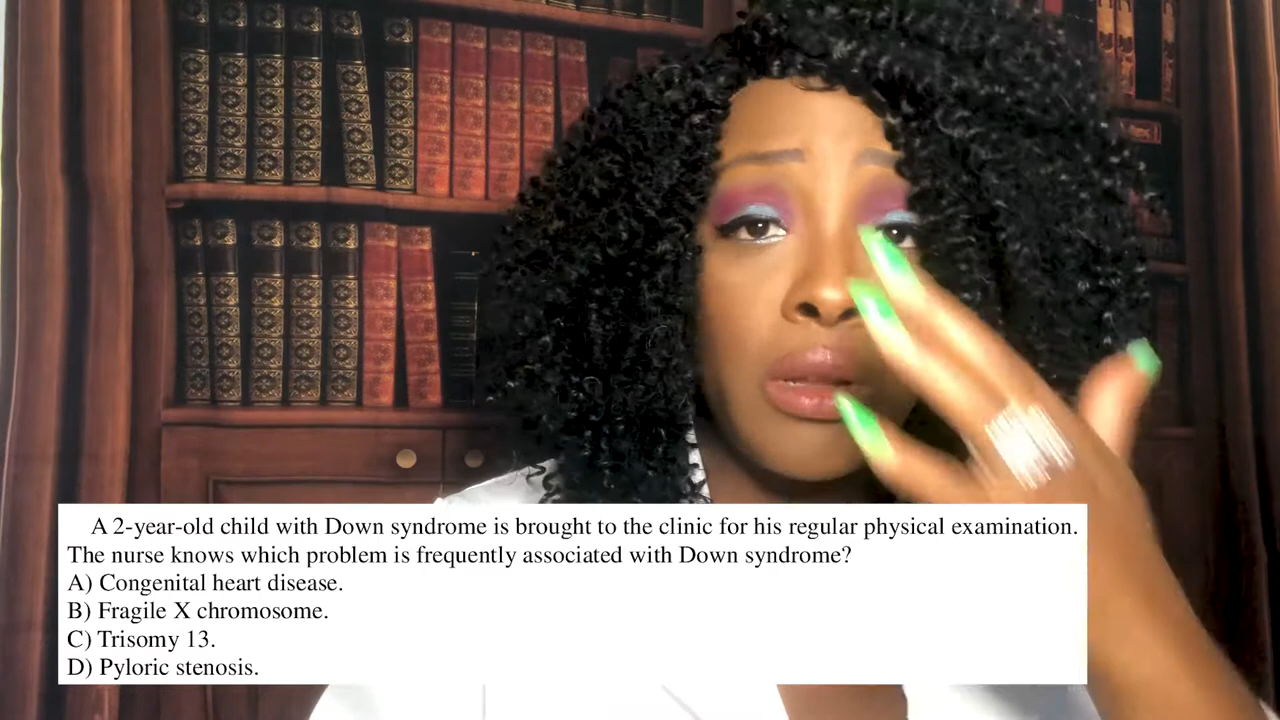 A 2-year-old child with Down syndrome is brought to the clinic for his regular physical examination.
The nurse knows which problem is frequently associated with Down syndrome?
A) Congenital heart disease.
B) Fragile X chromosome.
C) Trisomy 13.
D) Pyloric stenosis.